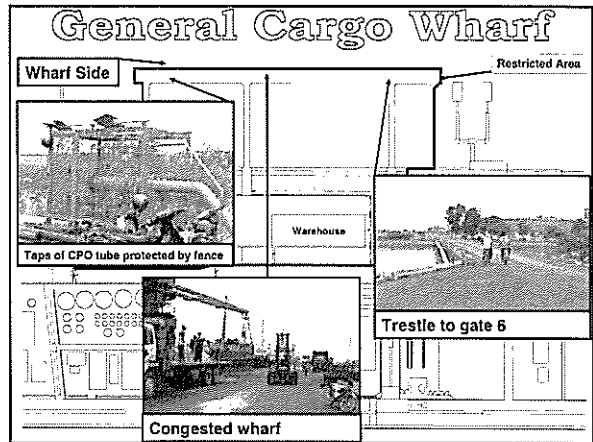 General Cargo Wharf
Wharf Side
Restricted Area
Taps of CPO tube protected by fence
Warehouse
Trestle to gate 6
Congested wharf